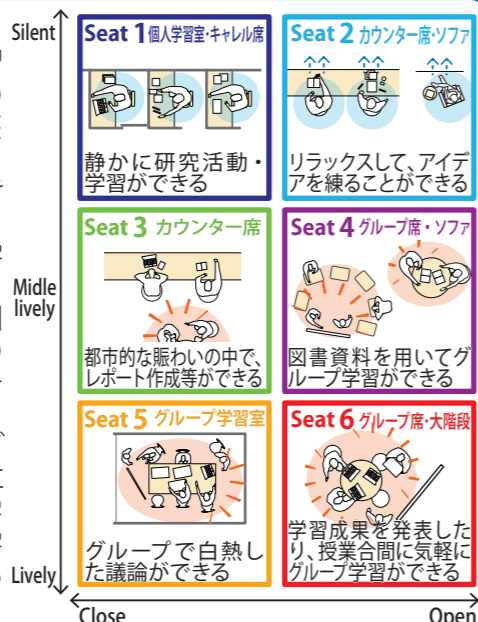 Silent
Seat 1 個人学習室・キャレル席
静かに研究活動・
学習ができる
Seat 2 カウンター席・ソファ
リラックスして、アイデ
アを練ることができる
Midle
lively
Seat 3 カウンター席
都市的な賑わいの中で、
レポート作成等ができる
Seat 4 グループ席・ソファ
図書資料を用いてグ
ループ学習ができる
Seat 5 グループ学習室
グループで白熱し
た議論ができる
Seat 6 グループ席・大階段
学習成果を発表した
り、授業合間に気軽に
グループ学習ができる
Lively
Close
Open